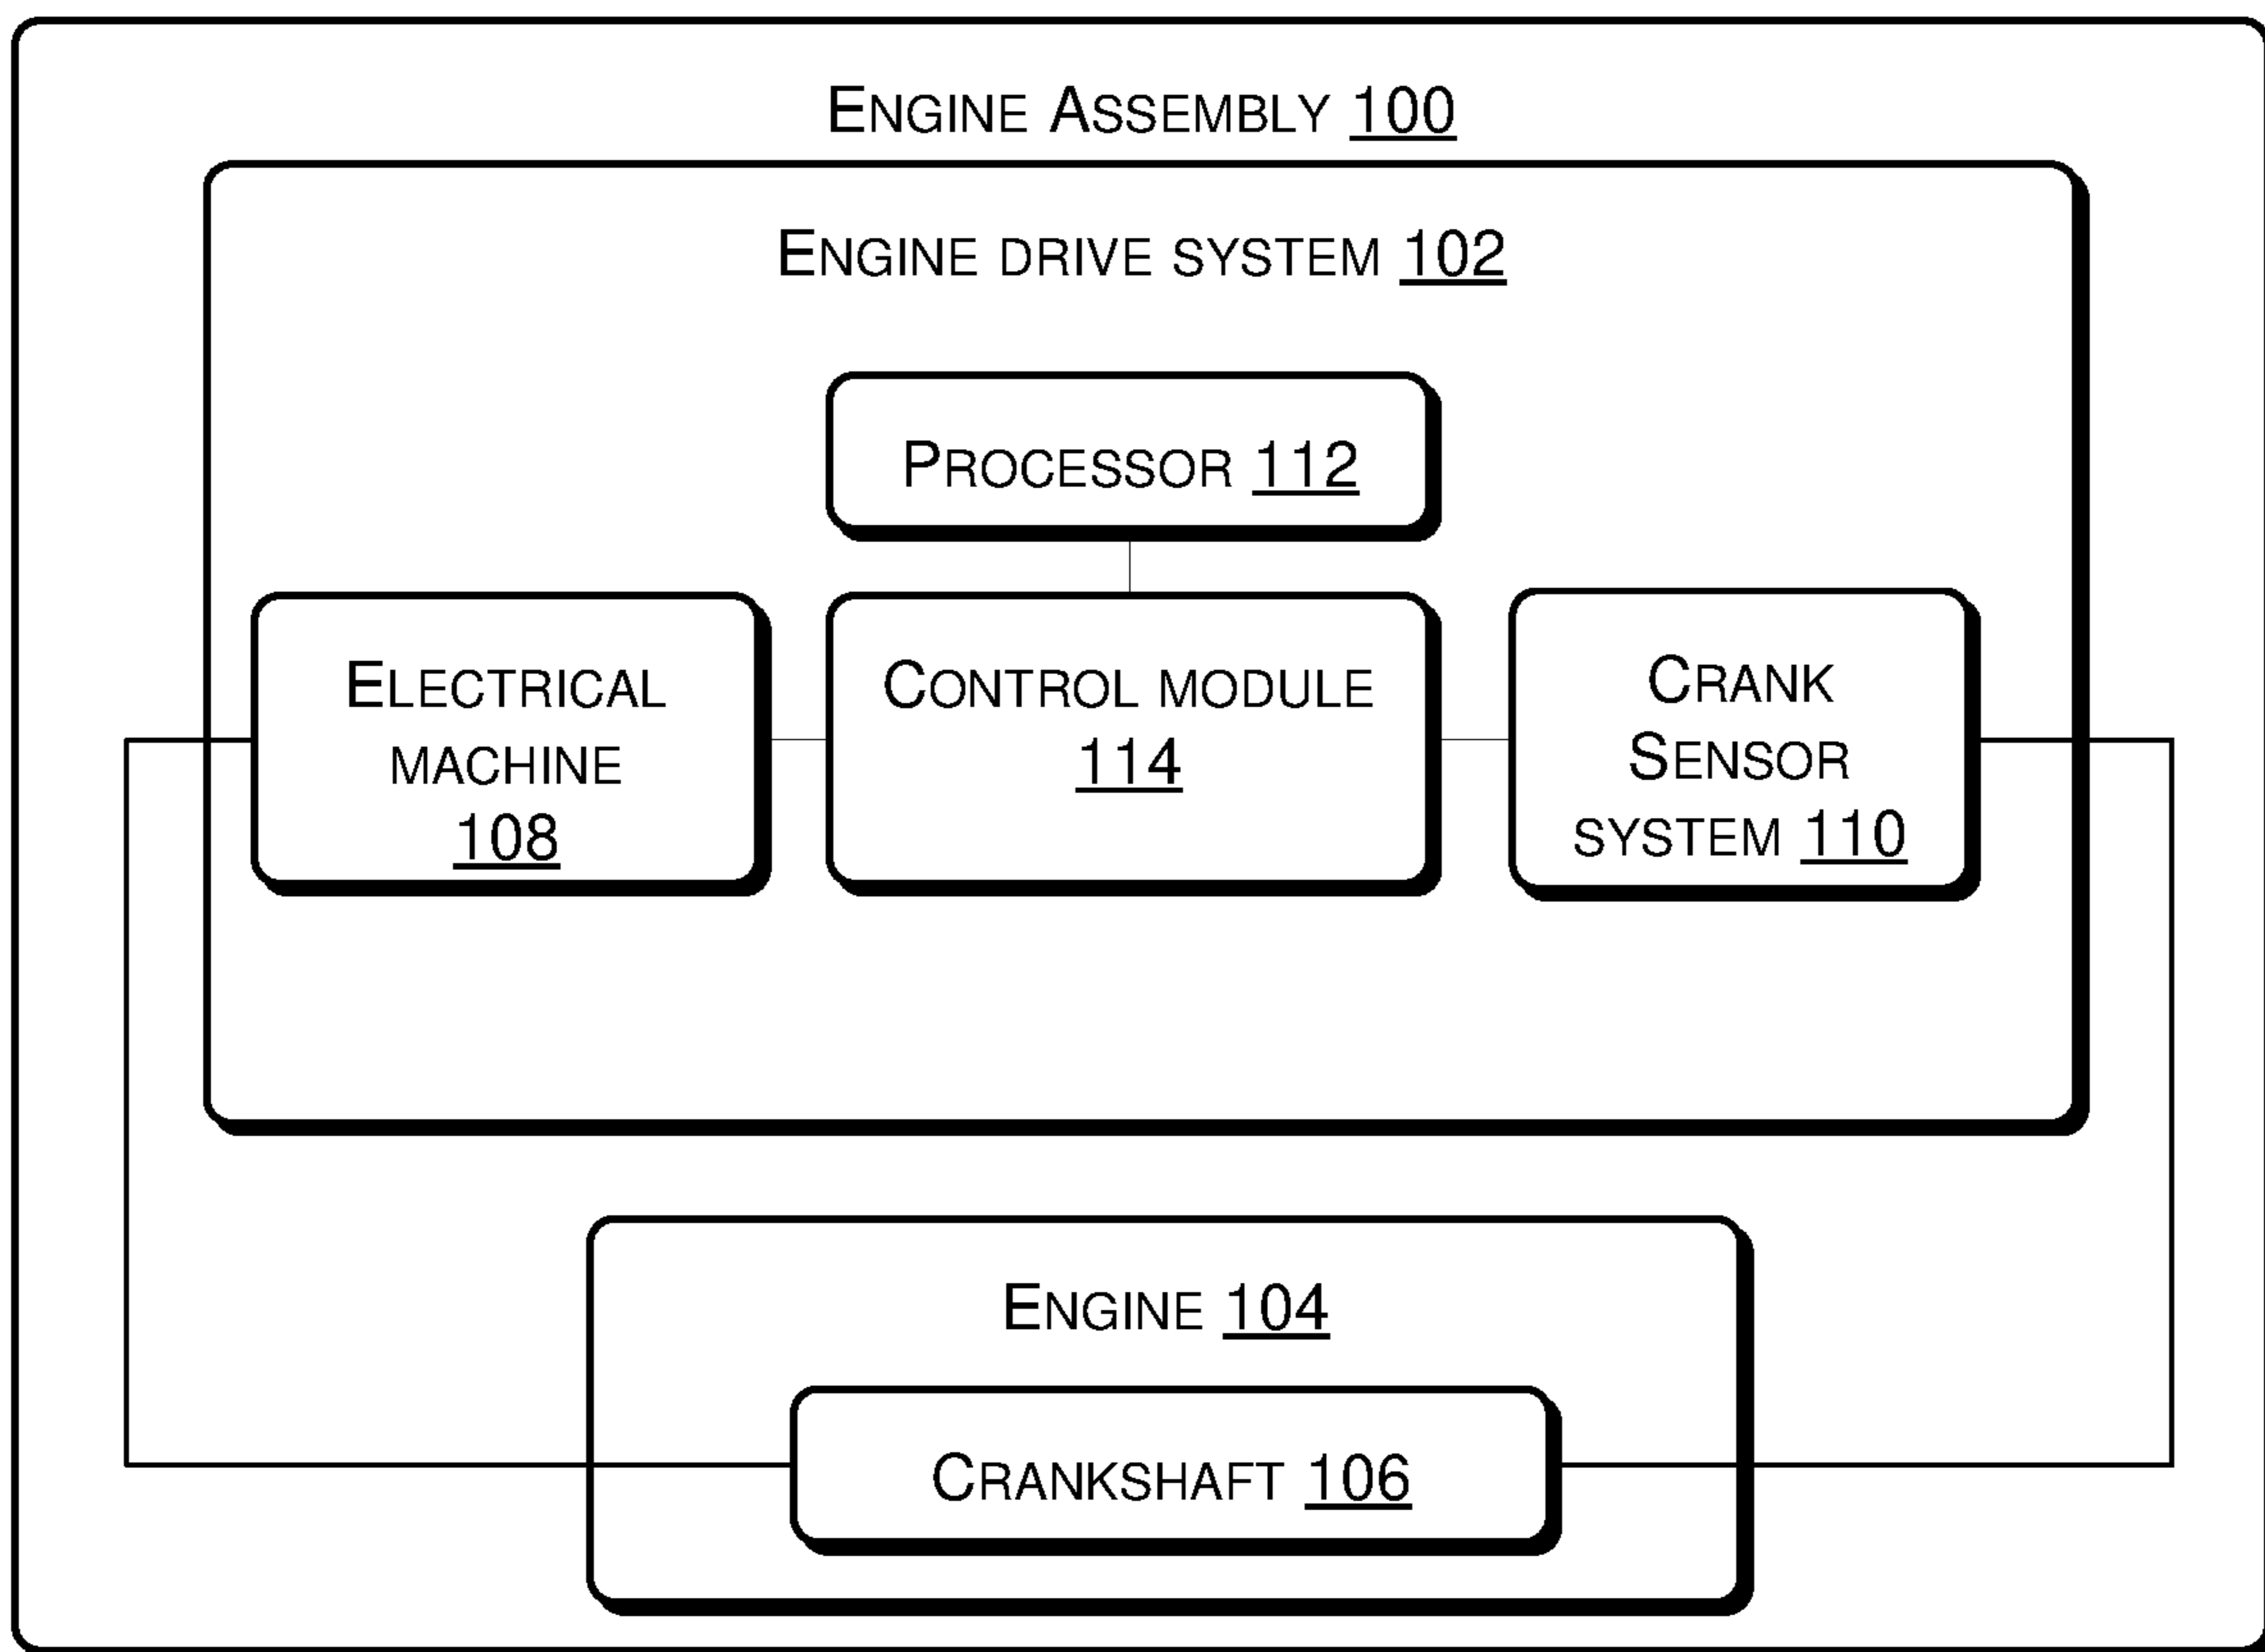 ENGINE ASSEMBLY 100
ENGINE DRIVE SYSTEM 102
PROCESSOR 112
ELECTRICAL
MACHINE
108
CONTROL MODULE
114
CRANK
SENSOR
SYSTEM 110
ENGINE 104
CRANKSHAFT 106